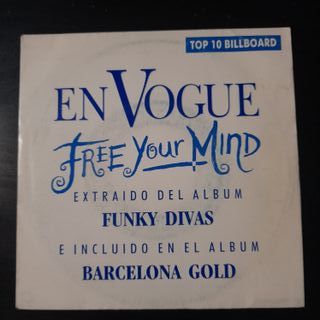 TOP 10 BILLBOARD
EN VOGUE
FREE YOUR MIND
EXTRAIDO DEL ALBUM
FUNKY DIVAS
E INCLUIDO EN EL ALBUM
BARCELONA GOLD